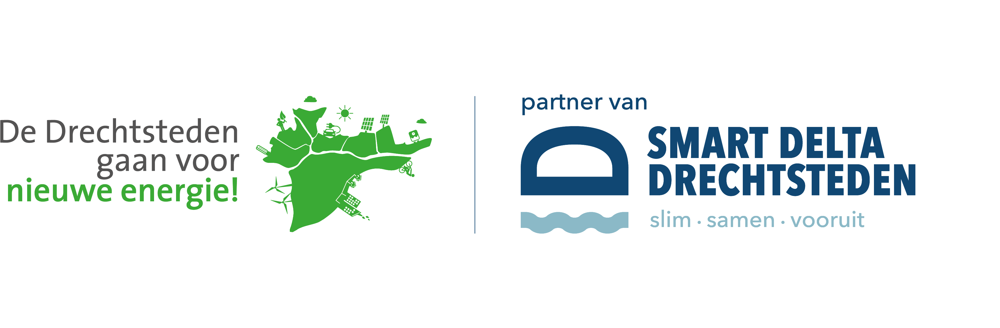 De Drechtsteden
gaan voor
nieuwe energie!
partner van
SMART DELTA
DRECHTSTEDEN
slim · samen · vooruit